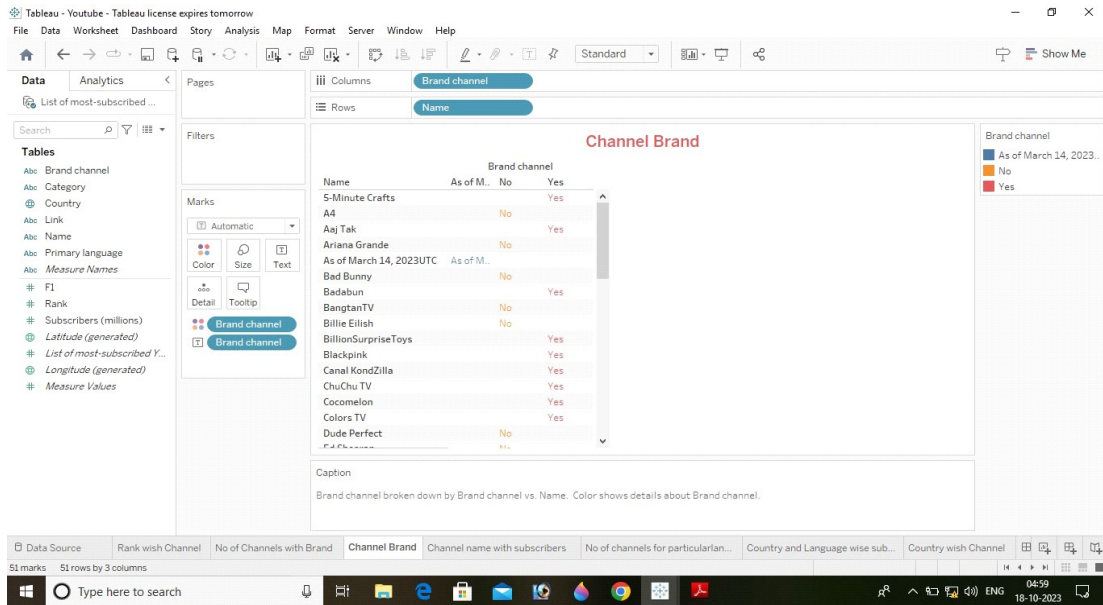 Tableau - Youtube - Tableau license expires tomorrow
File Data Worksheet Dashboard Story Analysis Map Format Server Window Help
Standard
Show Me
Data Analytics
List of most-subscribed ...
Search
Tables
Abc Brand channel
Abc Category
Country
Abc Link
Abc Name
Abc Primary language
Abc Measure Names
# F1
# Rank
# Subscribers (millions)
Latitude (generated)
# List of most-subscribed Y...
Longitude (generated)
# Measure Values
Pages
Filters
Marks
Automatic
Color Size Text
Detail Tooltip
Brand channel
Brand channel
Columns Brand channel
Rows Name
Channel Brand
Brand channel
Name As of M.. No Yes
5-Minute Crafts Yes
A4 No
Aaj Tak Yes
Ariana Grande No
As of March 14, 2023UTC As of M..
Bad Bunny No
Badabun Yes
BangtanTV No
Billie Eilish No
BillionSurpriseToys Yes
Blackpink Yes
Canal KondZilla Yes
ChuChu TV Yes
Cocomelon Yes
Colors TV Yes
Dude Perfect No
Caption
Brand channel broken down by Brand channel vs. Name. Color shows details about Brand channel.
Brand channel
As of March 14, 2023..
No
Yes
Data Source Rank wish Channel No of Channels with Brand Channel Brand Channel name with subscribers No of channels for particularlan... Country and Language wise sub... Country wish Channel
51 marks 51 rows by 3 columns
Type here to search
ENG
04:59
18-10-2023